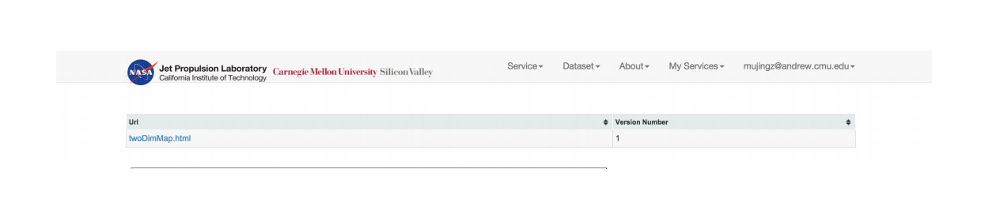 NASA
Jet Propulsion Laboratory
California Institute of Technology
Carnegie Mellon University Silicon Valley
Service
Dataset
About
My Services
mujingz@andrew.cmu.edu
Url Version Number
twoDimMap.html 1